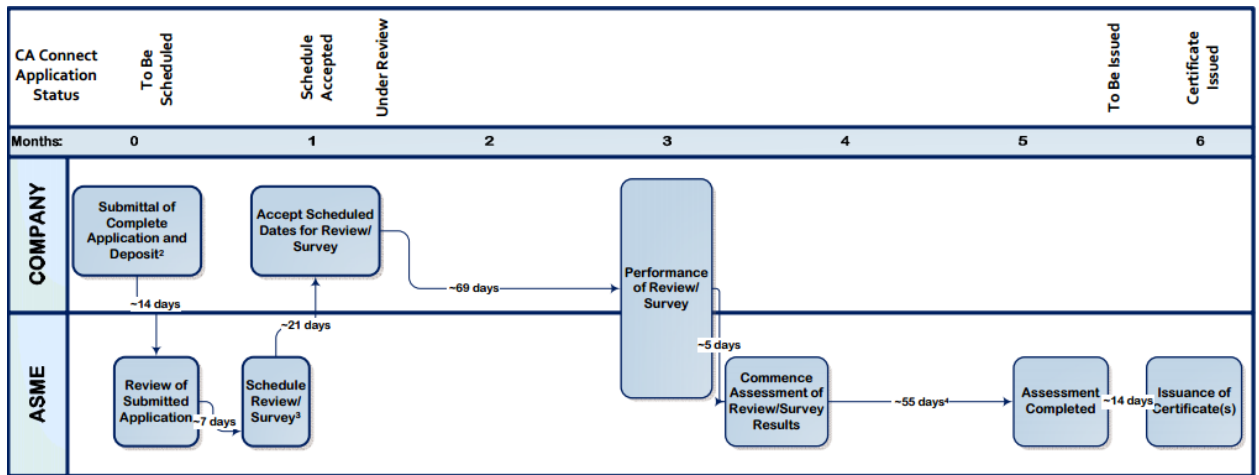 CA Connect
Application
Status
To Be
Scheduled
Schedule
Accepted
Under Review
To Be Issued
Certificate
Issued
Months:
0
1
2
3
4
5
6
COMPANY
Submittal of
Complete
Application and
Deposit²
Accept Scheduled
Dates for Review/
Survey
Performance
of Review/
Survey
~14 days
~21 days
~69 days
~5 days
ASME
Review of
Submitted
Application
~7 days
Schedule
Review/
Survey³
Commence
Assessment of
Review/Survey
Results
~55 days⁴
Assessment
Completed
~14 days
Issuance of
Certificate(s)